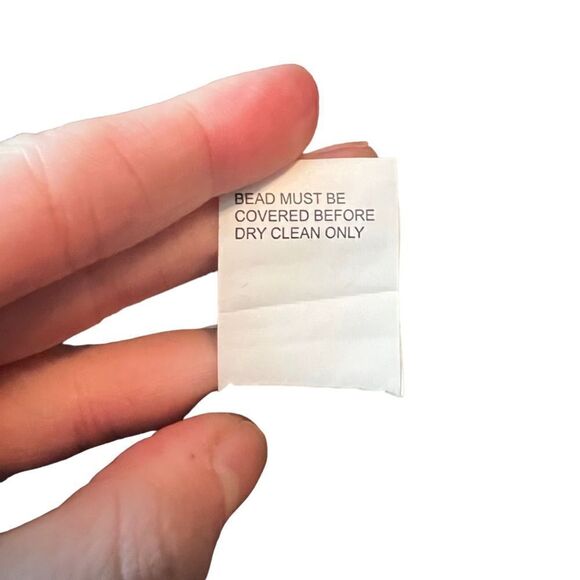 BEAD MUST BE
COVERED BEFORE
DRY CLEAN ONLY